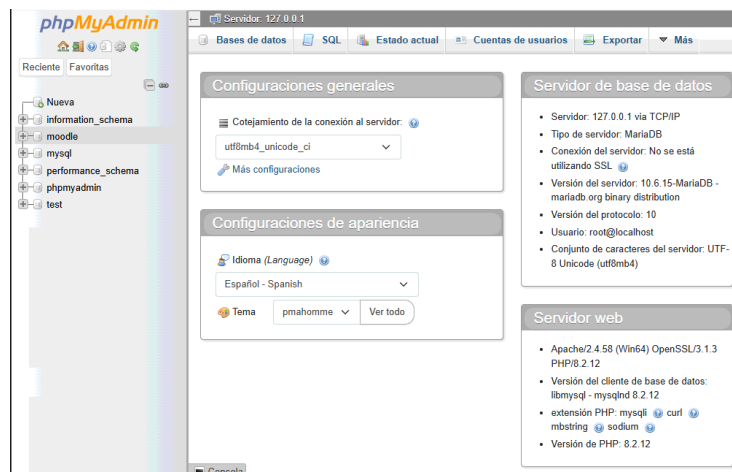 phpMyAdmin
Reciente Favoritas
Nueva
information_schema
moodle
mysql
performance_schema
phpmyadmin
test
Servidor: 127.0.0.1
Bases de datos SQL Estado actual Cuentas de usuarios Exportar Más
Configuraciones generales
Cotejamiento de la conexión al servidor:
utf8mb4_unicode_ci
Más configuraciones
Configuraciones de apariencia
Idioma (Language)
Español - Spanish
Tema pmahomme Ver todo
Servidor de base de datos
Servidor: 127.0.0.1 via TCP/IP
Tipo de servidor: MariaDB
Conexión del servidor: No se está
utilizando SSL
Versión del servidor: 10.6.15-MariaDB -
mariadb.org binary distribution
Versión del protocolo: 10
Usuario: root@localhost
Conjunto de caracteres del servidor: UTF-
8 Unicode (utf8mb4)
Servidor web
Apache/2.4.58 (Win64) OpenSSL/3.1.3
PHP/8.2.12
Versión del cliente de base de datos:
libmysql - mysqlnd 8.2.12
extensión PHP: mysqli curl
mbstring sodium
Versión de PHP: 8.2.12
Consola